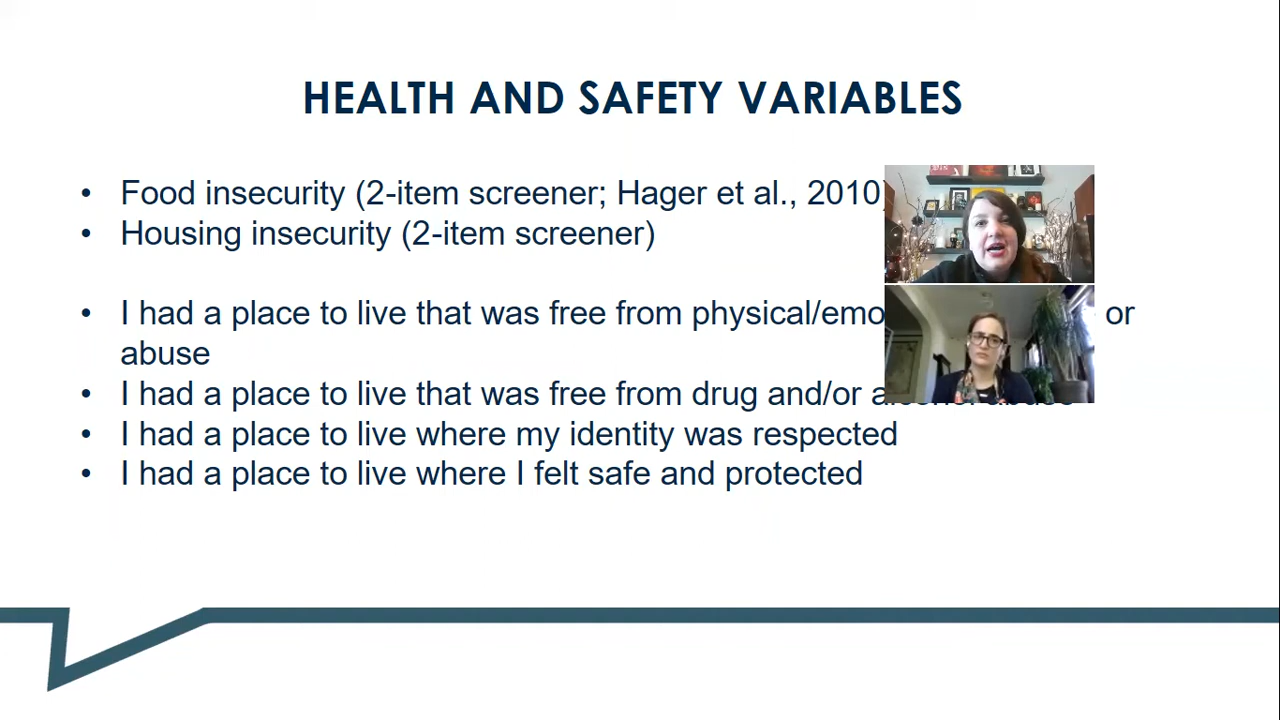 HEALTH AND SAFETY VARIABLES
• Food insecurity (2-item screener; Hager et al., 2010)
• Housing insecurity (2-item screener)
• I had a place to live that was free from physical/emo or
abuse
• I had a place to live that was free from drug and/or
• I had a place to live where my identity was respected
• I had a place to live where I felt safe and protected